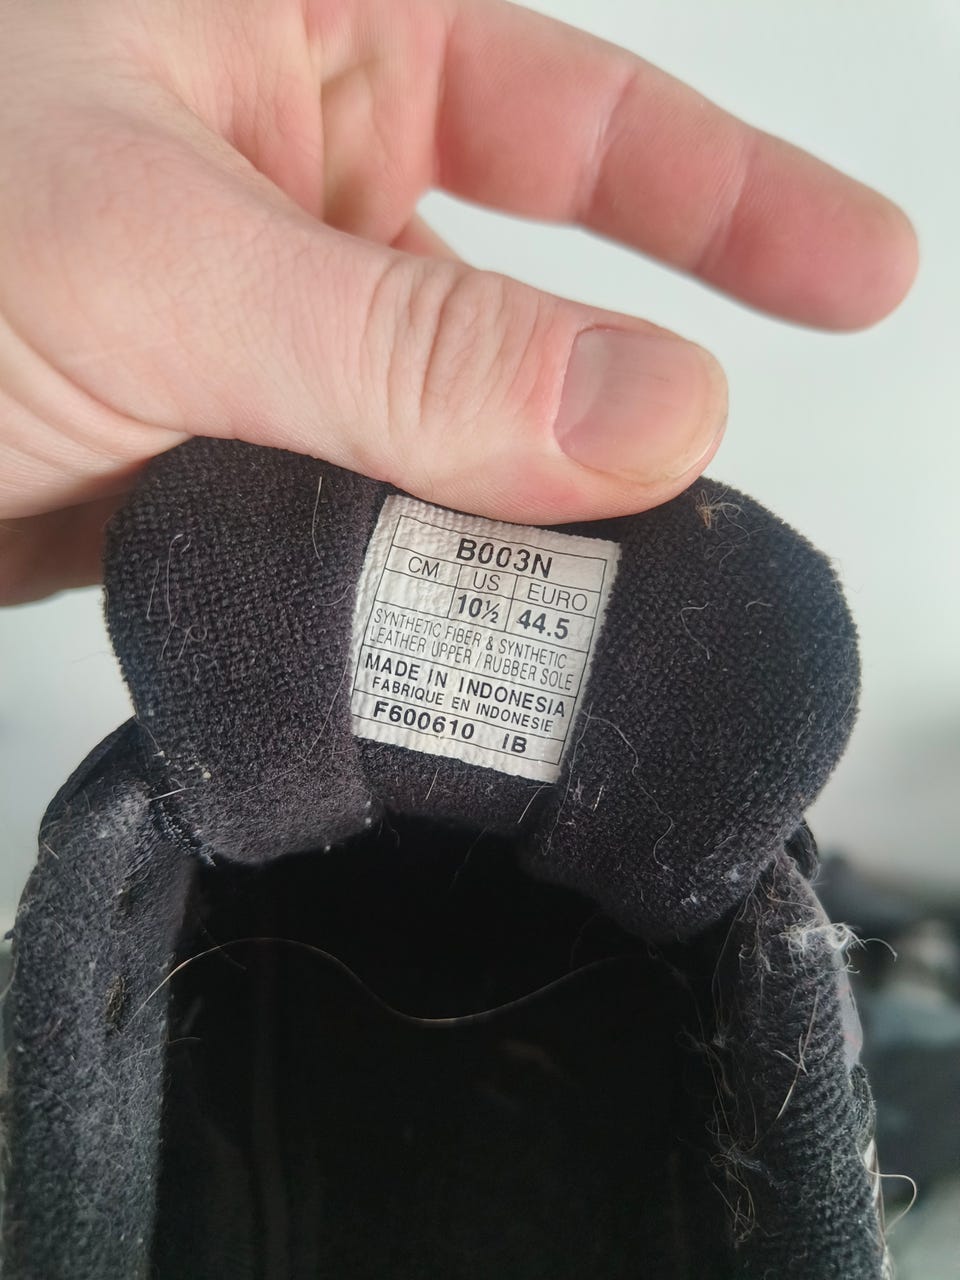 B003N
CM US EURO
10½ 44.5
SYNTHETIC FIBER & SYNTHETIC
LEATHER UPPER / RUBBER SOLE
MADE IN INDONESIA
FABRIQUE EN INDONESIE
F600610 IB